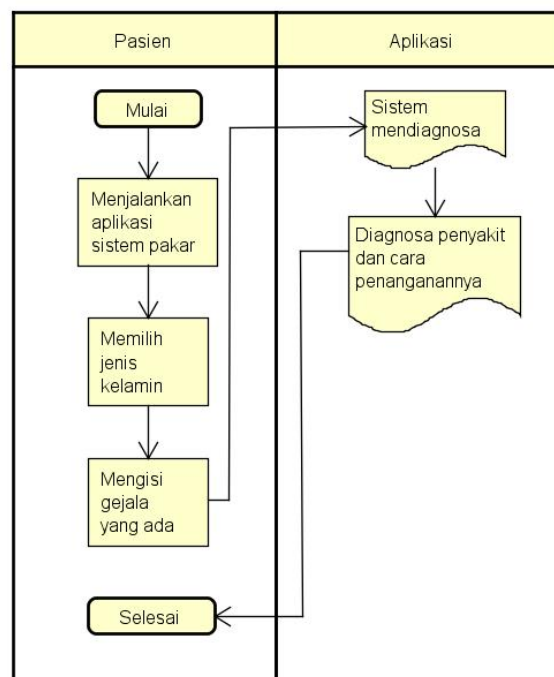 Pasien
Aplikasi
Mulai
Menjalankan
aplikasi
sistem pakar
Memilih
jenis
kelamin
Mengisi
gejala
yang ada
Sistem
mendiagnosa
Diagnosa penyakit
dan cara
penanganannya
Selesai